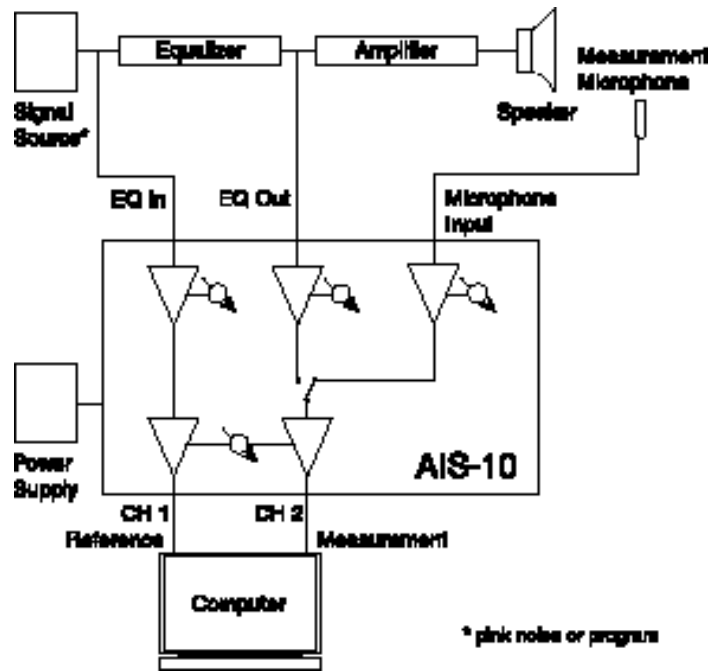 Equalizer
Amplifier
Measurement
Microphone
Signal
Source*
Speaker
EQ In
EQ Out
Microphone
Input
Power
Supply
AIS-10
CH 1
CH 2
Reference
Measurement
Computer
* pink noise or program